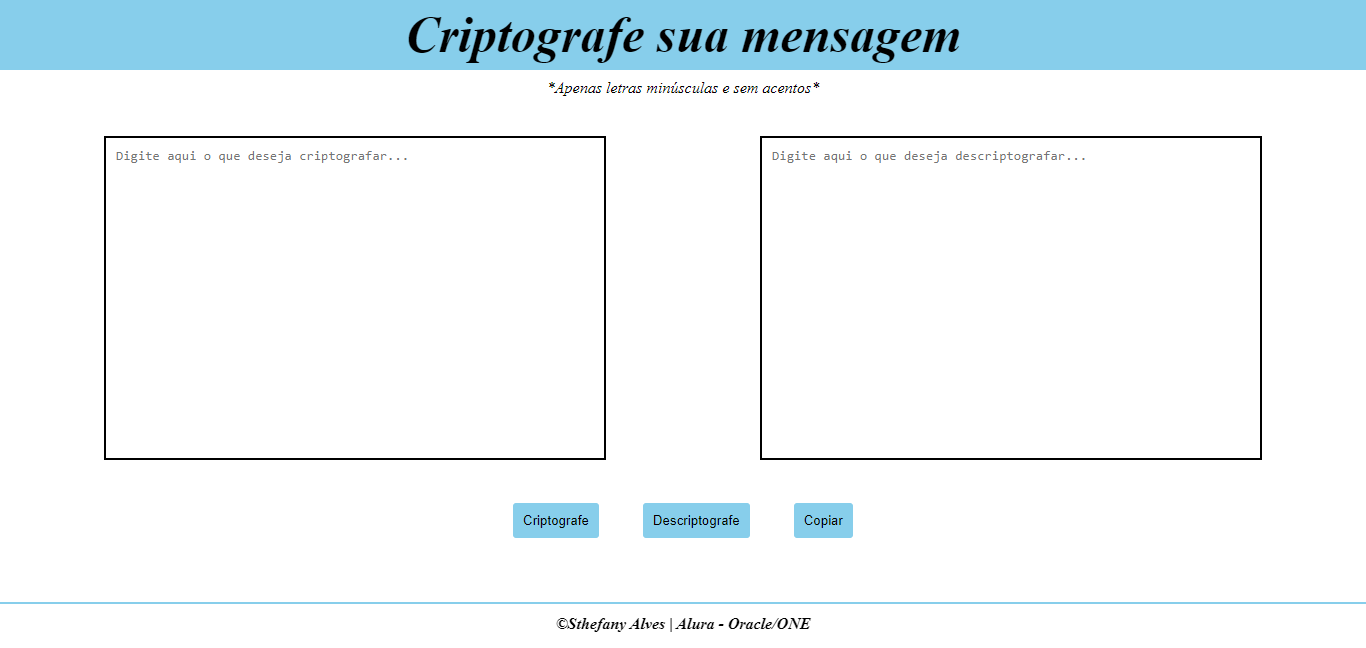 Criptografe sua mensagem
*Apenas letras minúsculas e sem acentos*
Digite aqui o que deseja criptografar...
Digite aqui o que deseja descriptografar...
Criptografe
Descriptografe
Copiar
©Sthefany Alves | Alura - Oracle/ONE